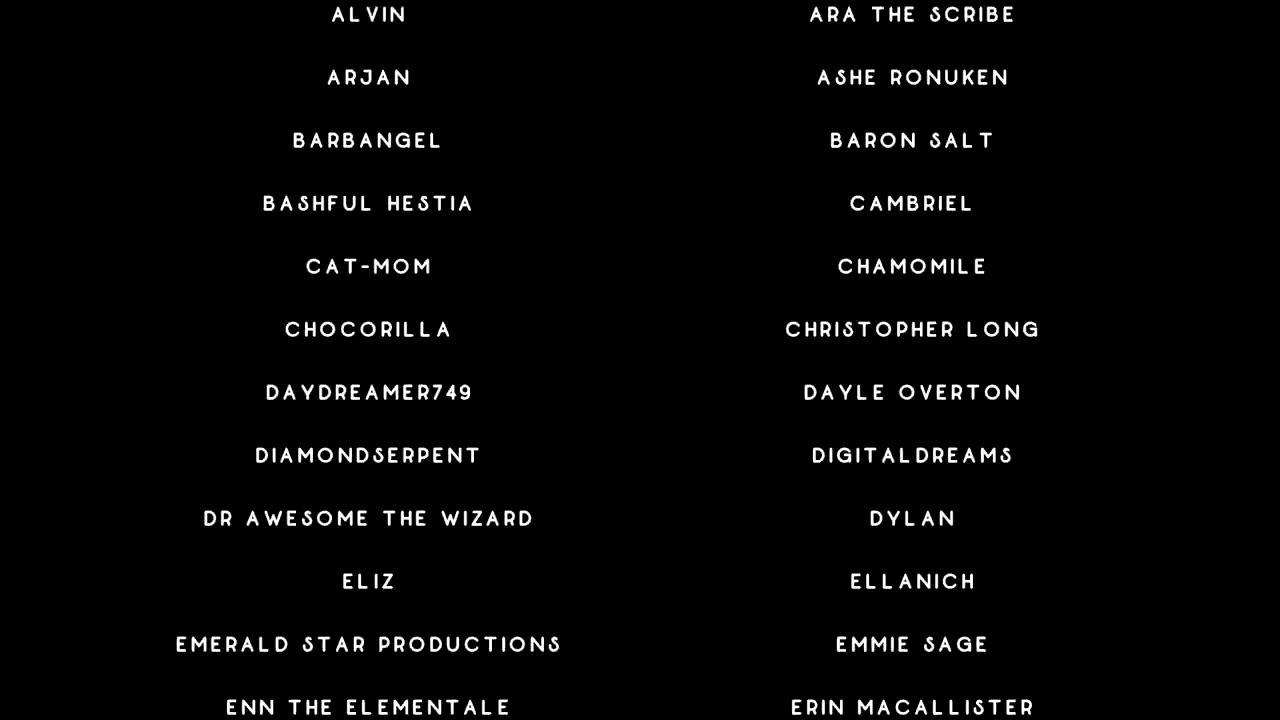 ALVIN
ARA THE SCRIBE
ARJAN
ASHE RONUKEN
BARBANGEL
BARON SALT
BASHFUL HESTIA
CAMBRIEL
CAT-MOM
CHAMOMILE
CHOCORILLA
CHRISTOPHER LONG
DAYDREAMER749
DAYLE OVERTON
DIAMONDSERPENT
DIGITALDREAMS
DR AWESOME THE WIZARD
DYLAN
ELIZ
ELLANICH
EMERALD STAR PRODUCTIONS
EMMIE SAGE
ENN THE ELEMENTALE
ERIN MACALLISTER